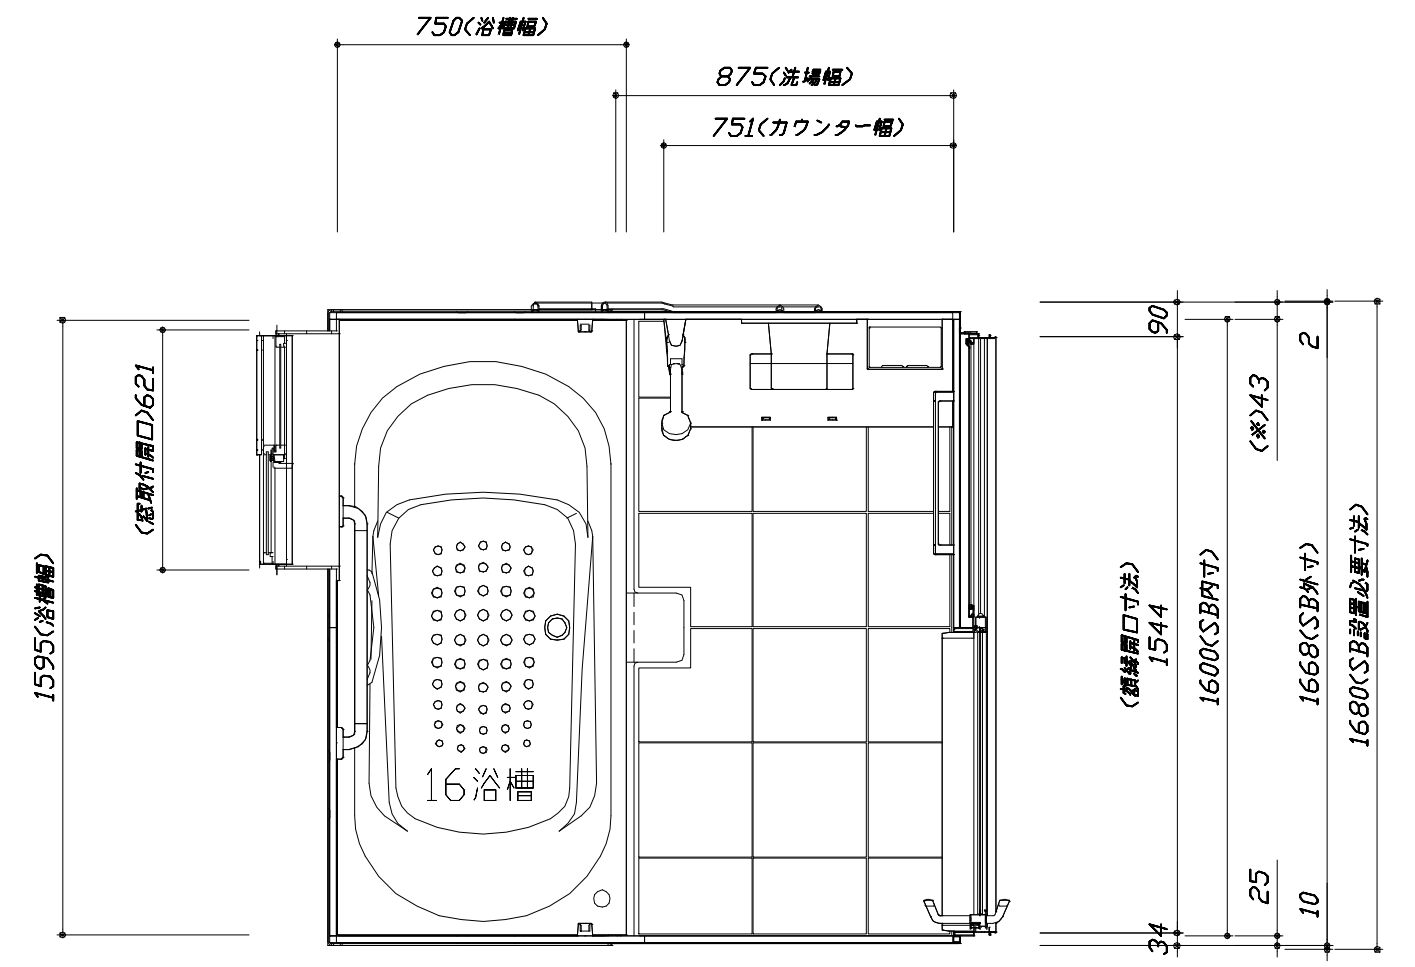 750(浴槽幅)
875(洗場幅)
751(カウンター幅)
(窓取付開口)621
1595(浴槽幅)
16浴槽
90
(額縁開口寸法)
1544
34
1600(SB内寸)
(※)43
25
2
1668(SB外寸)
10
1680(SB設置必要寸法)